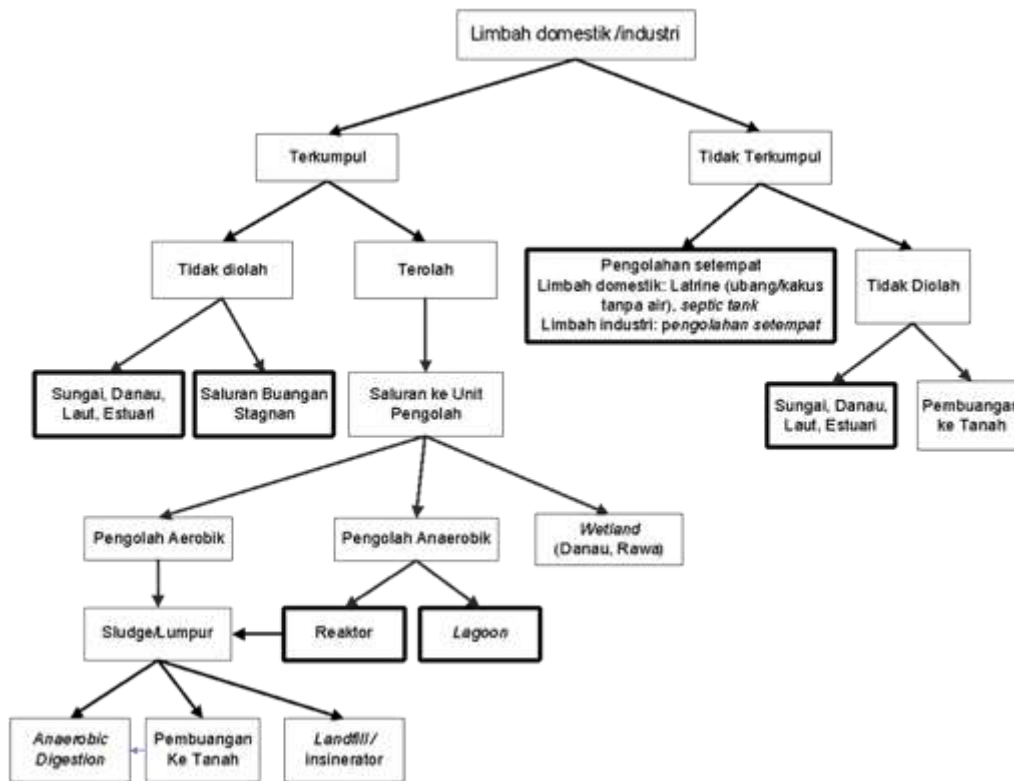 Limbah domestik /industri
Terkumpul
Tidak Terkumpul
Tidak diolah
Terolah
Pengolahan setempat
Limbah domestik: Latrine (ubang/kakus
tanpa air), septic tank
Limbah industri: pengolahan setempat
Tidak Diolah
Sungai, Danau,
Laut, Estuari
Saluran Buangan
Stagnan
Saluran ke Unit
Pengolah
Sungai, Danau,
Laut, Estuari
Pembuangan
ke Tanah
Pengolah Aerobik
Pengolah Anaerobik
Wetland
(Danau, Rawa)
Sludge/Lumpur
Reaktor
Lagoon
Anaerobic
Digestion
Pembuangan
Ke Tanah
Landfill /
insinerator